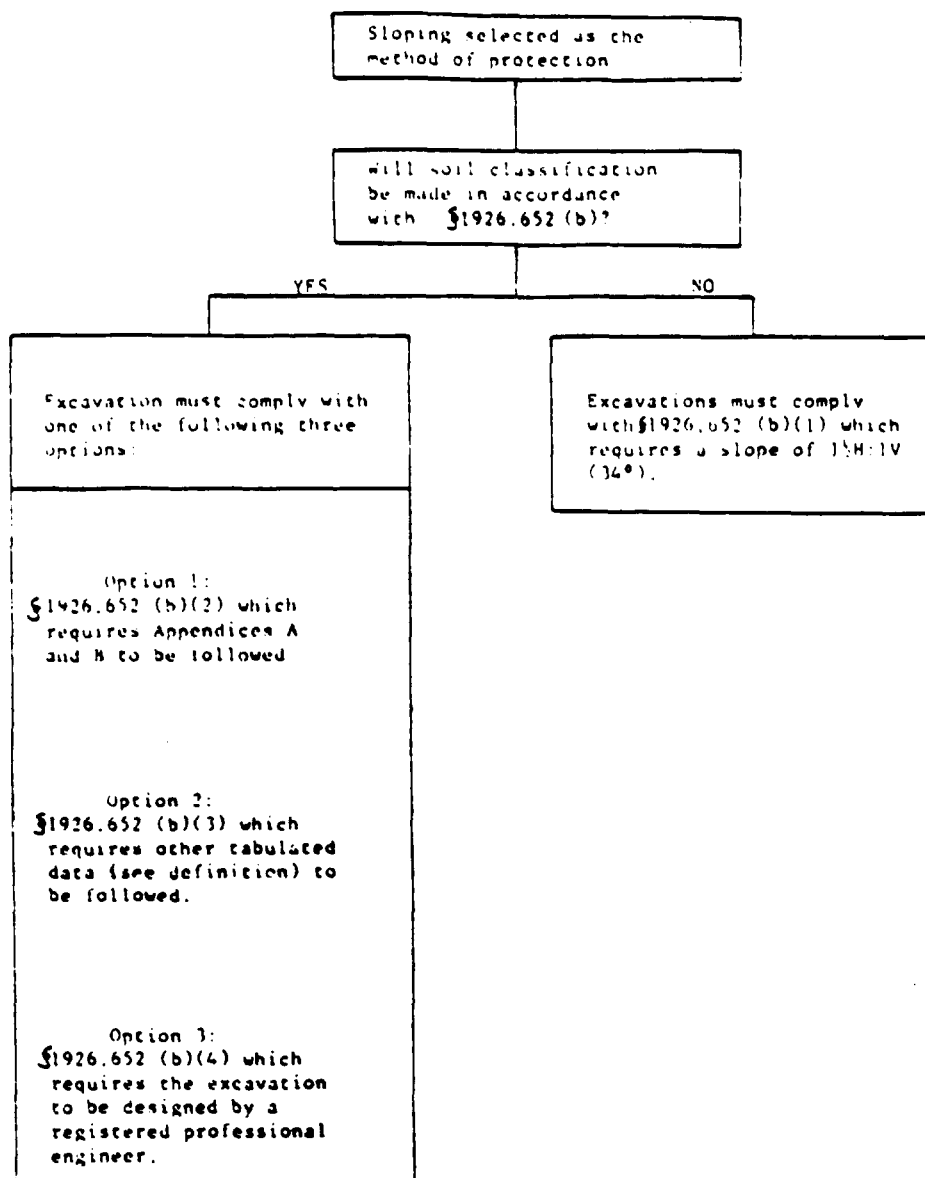 Sloping selected as the
method of protection
Will soil classification
be made in accordance
with §1926.652 (b)?
YES
NO
Excavation must comply with
one of the following three
options:
Option 1:
§1926.652 (b)(2) which
requires Appendices A
and B to be followed
Option 2:
§1926.652 (b)(3) which
requires other tabulated
data (see definition) to
be followed.
Option 3:
§1926.652 (b)(4) which
requires the excavation
to be designed by a
registered professional
engineer.
Excavations must comply
with §1926.652 (b)(1) which
requires a slope of 1½H:1V
(34°).